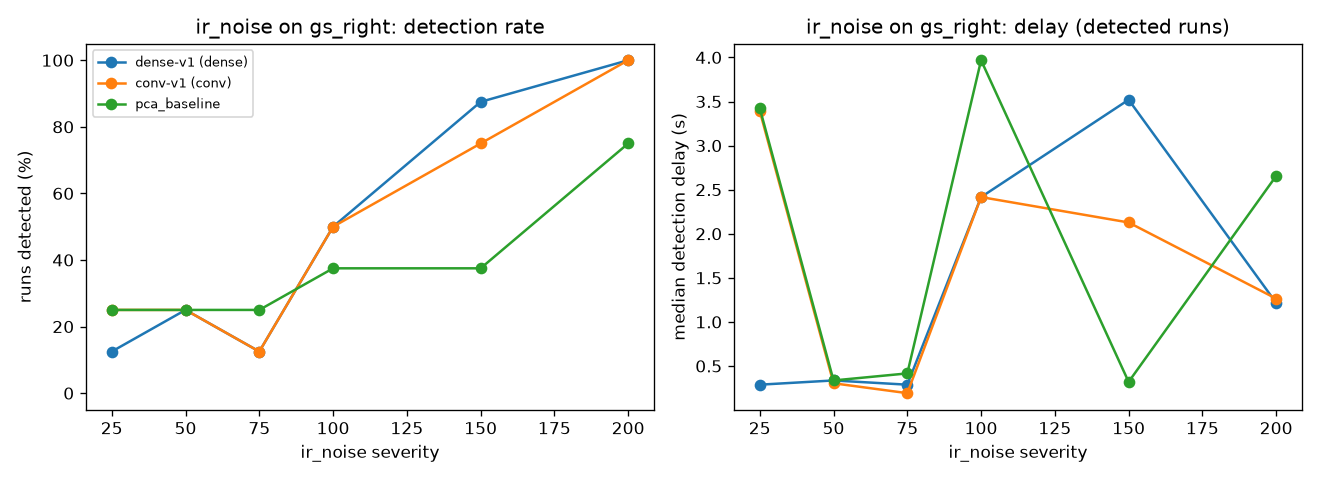 ir_noise on gs_right: detection rate
dense-v1 (dense)
conv-v1 (conv)
pca_baseline
runs detected (%)
100
80
60
40
20
0
25 50 75 100 125 150 175 200
ir_noise severity
ir_noise on gs_right: delay (detected runs)
median detection delay (s)
4.0
3.5
3.0
2.5
2.0
1.5
1.0
0.5
25 50 75 100 125 150 175 200
ir_noise severity